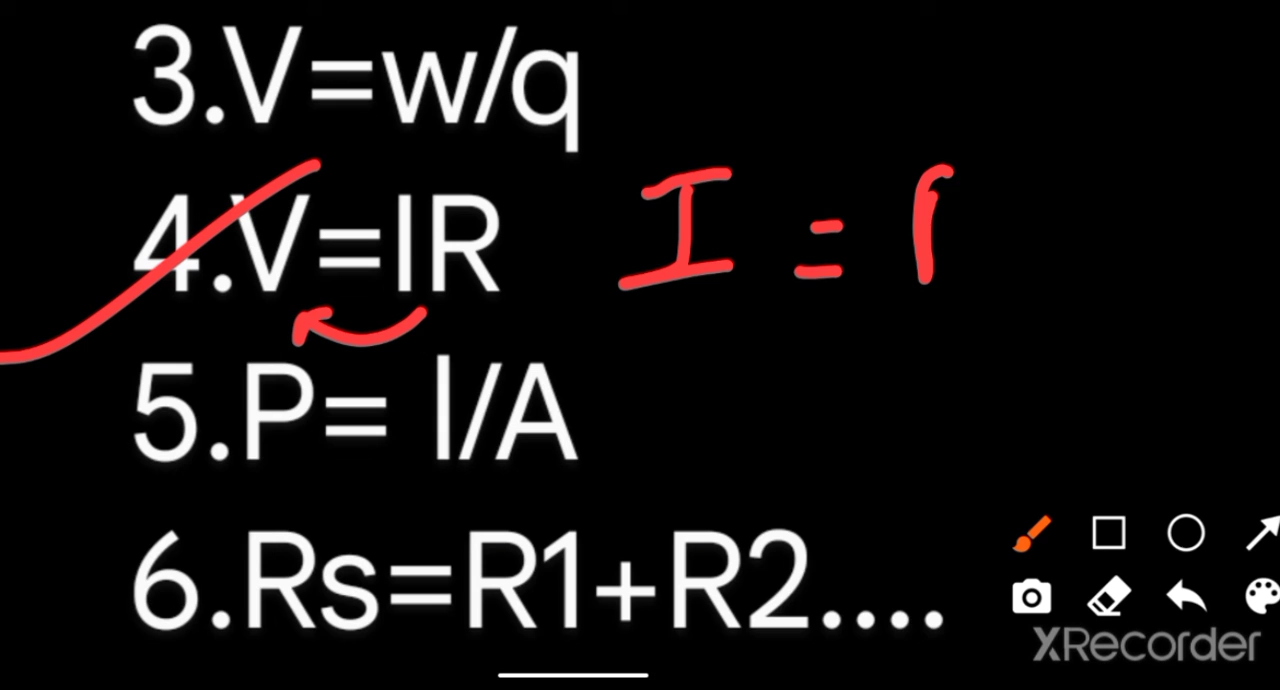 3.V=w/q
4.V=IR
I =
5.P= l/A
6.Rs=R1+R2....
XRecorder